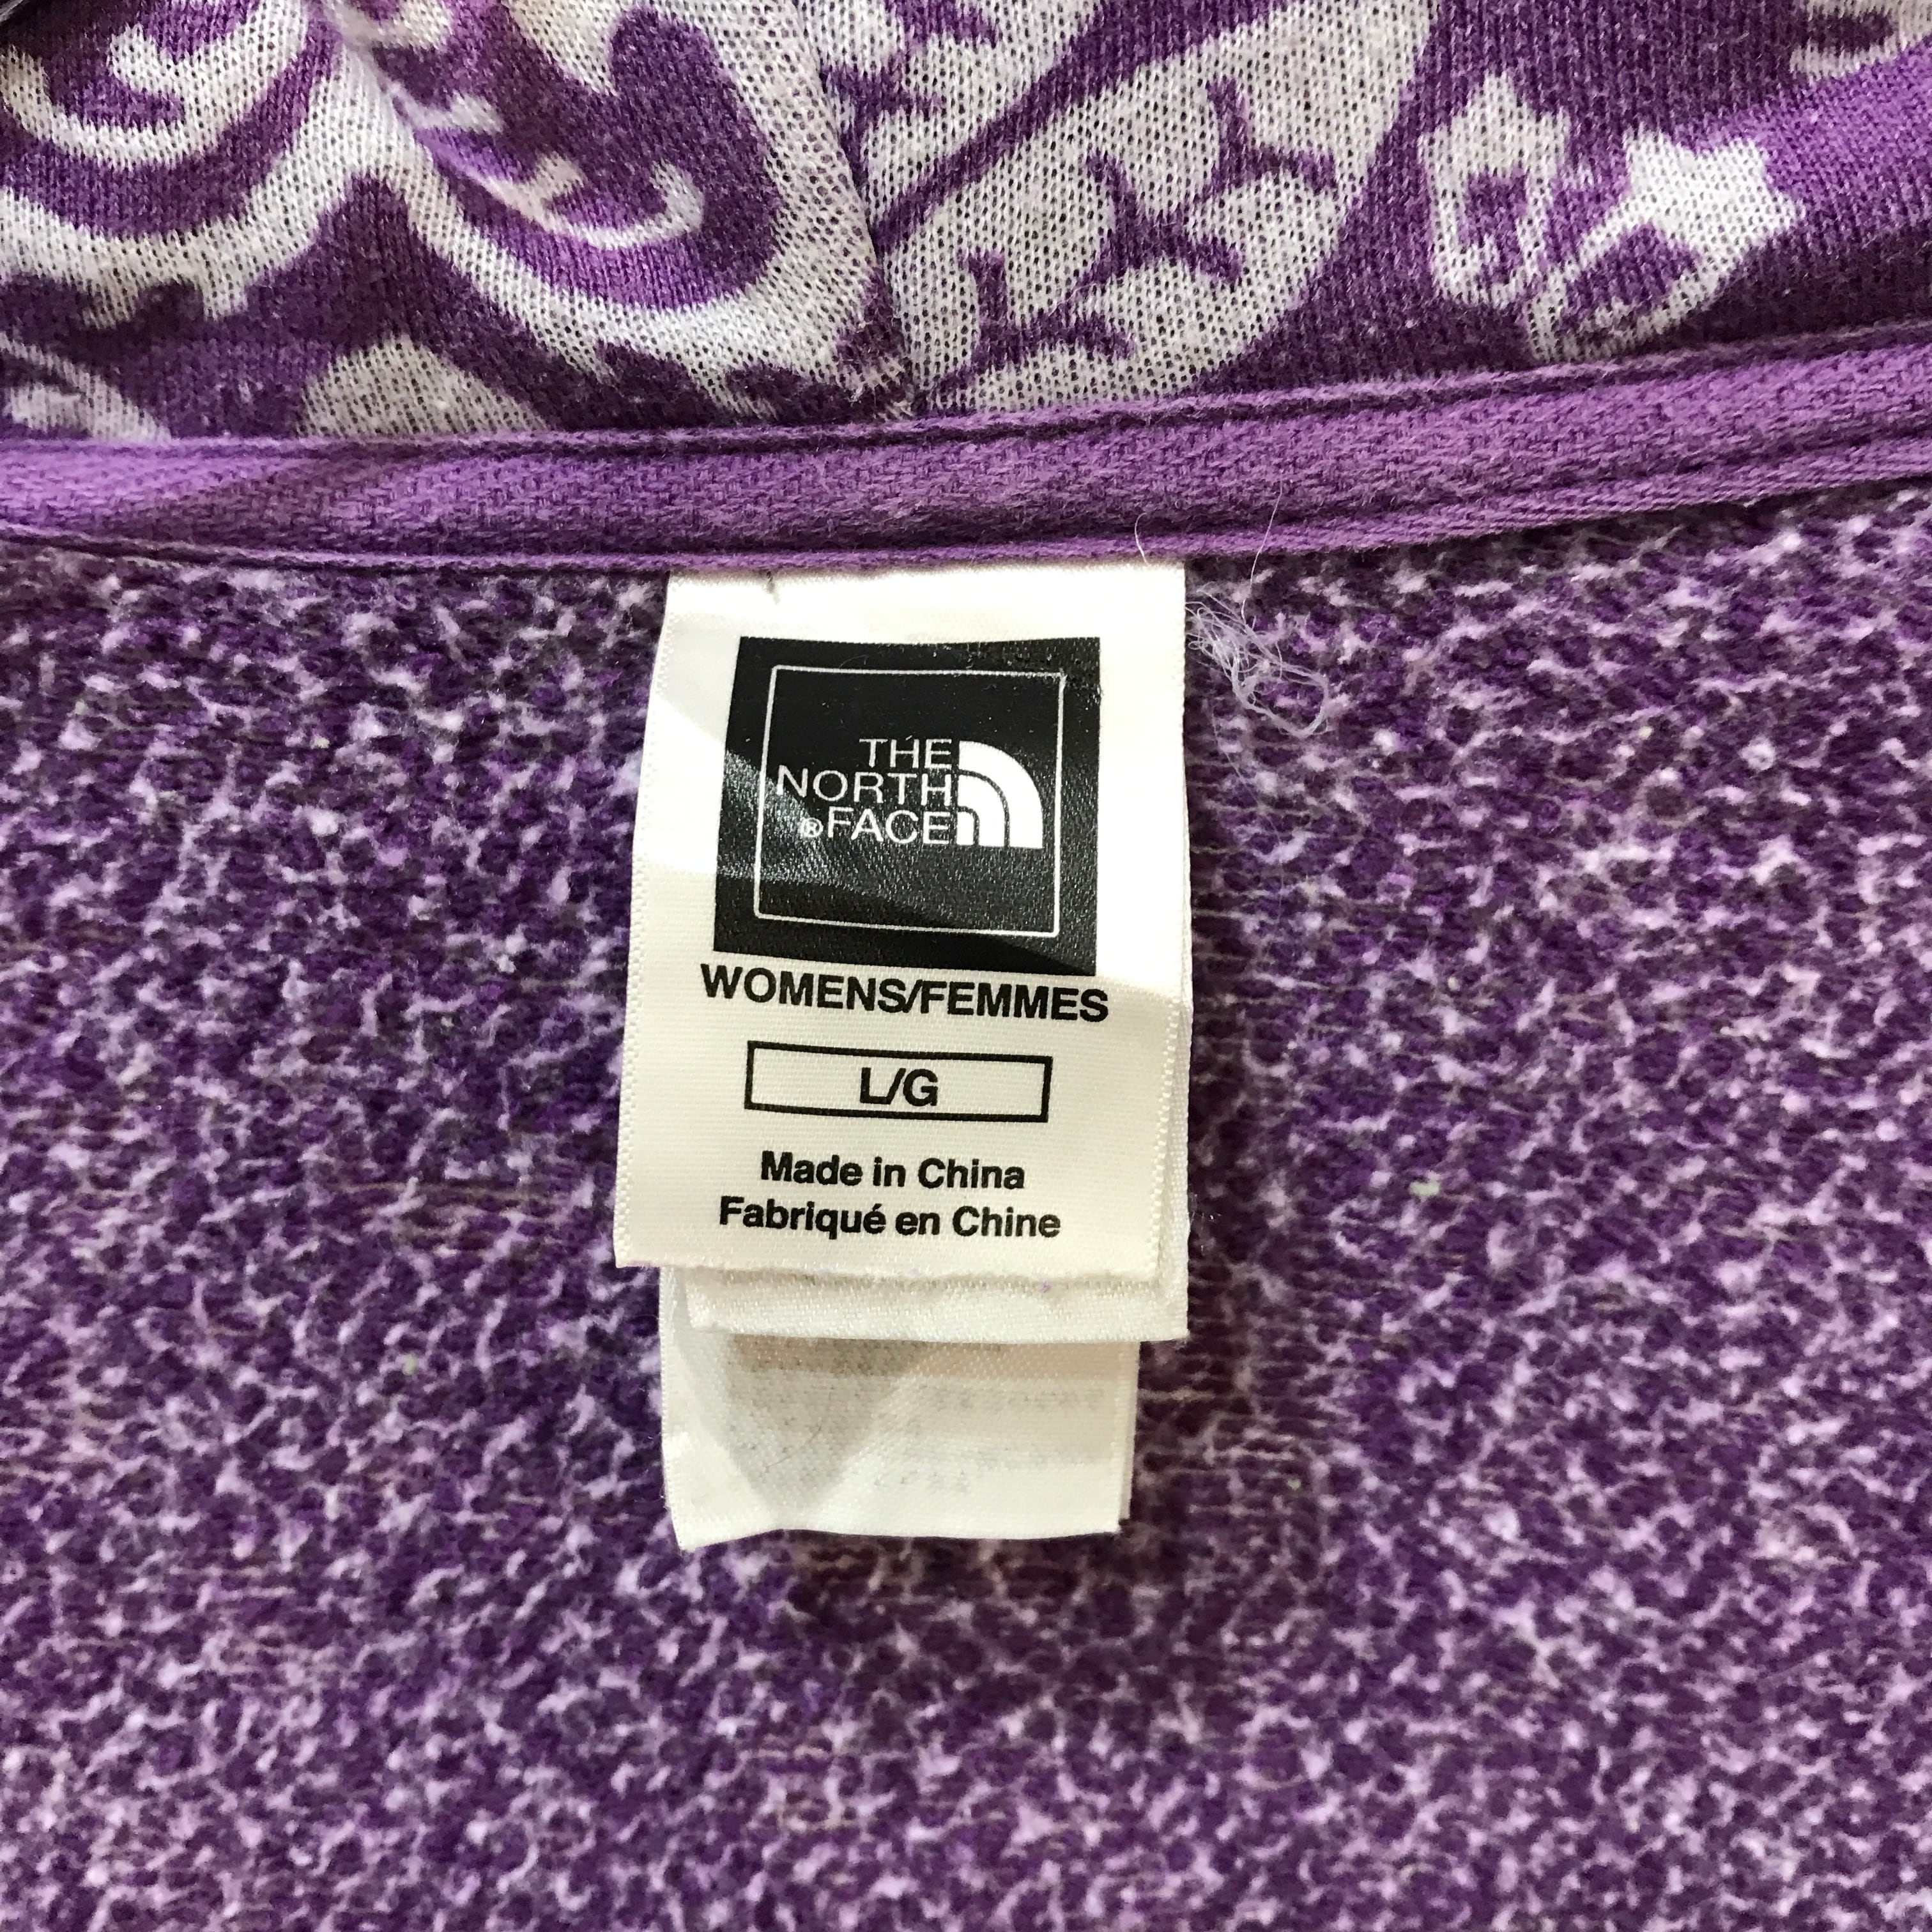 THE
NORTH
®FACE
WOMENS/FEMMES
L/G
Made in China
Fabriqué en Chine